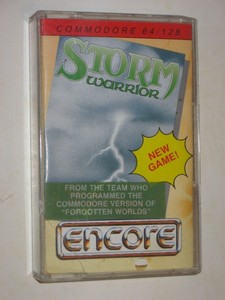 COMMODORE 64/128
STORM
WARRIOR
NEW
GAME!
FROM THE TEAM WHO
PROGRAMMED THE
COMMODORE VERSION OF
"FORGOTTEN WORLDS"
ENCORE